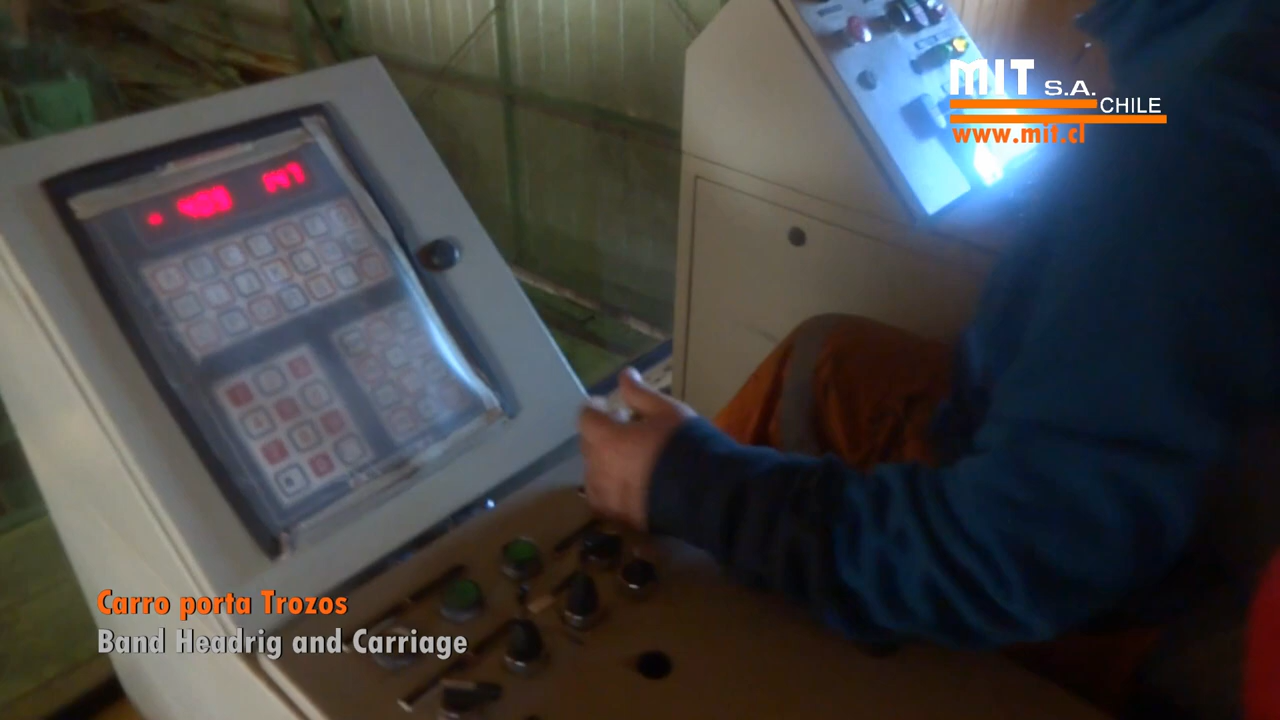 MIT S.A.
CHILE
www.mit.cl
Carro porta Trozos
Band Headrig and Carriage